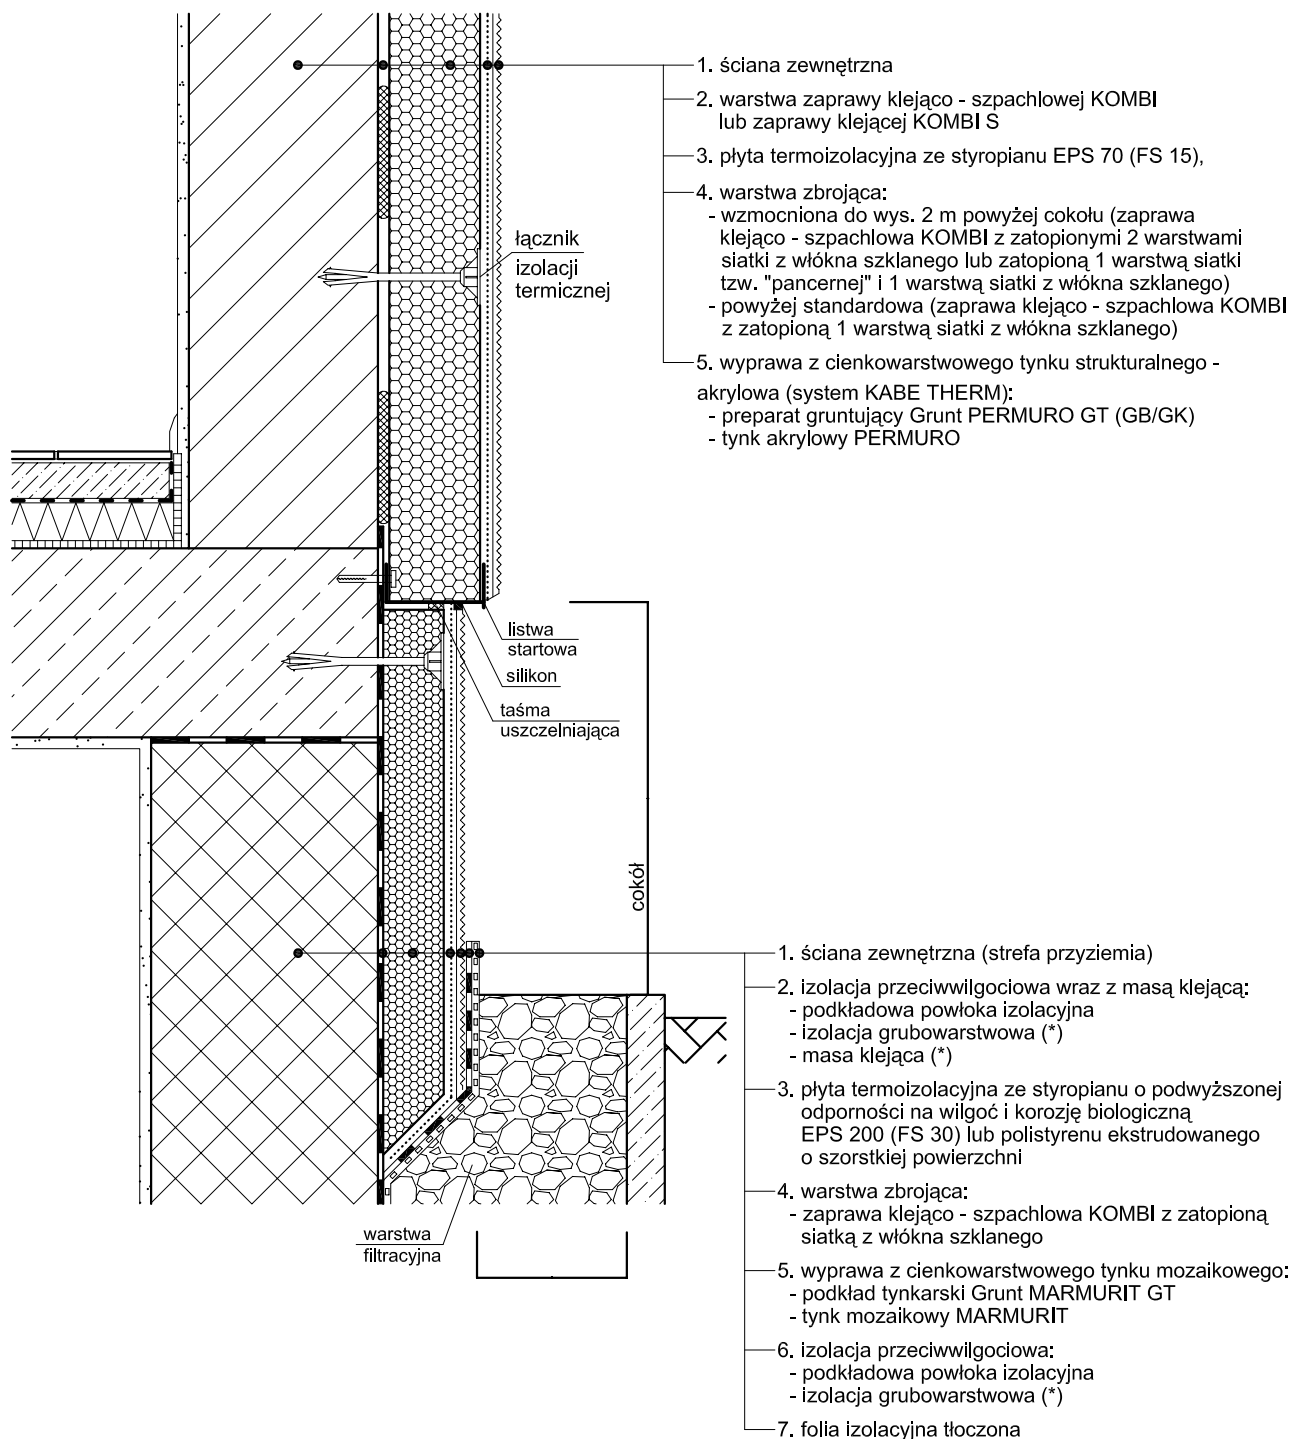 1. ściana zewnętrzna
2. warstwa zaprawy klejąco - szpachlowej KOMBI
lub zaprawy klejącej KOMBI S
3. płyta termoizolacyjna ze styropianu EPS 70 (FS 15),
4. warstwa zbrojąca:
- wzmocniona do wys. 2 m powyżej cokołu (zaprawa
klejąco - szpachlowa KOMBI z zatopionymi 2 warstwami
siatki z włókna szklanego lub zatopioną 1 warstwą siatki
tzw. "pancernej" i 1 warstwą siatki z włókna szklanego)
- powyżej standardowa (zaprawa klejąco - szpachlowa KOMBI
z zatopioną 1 warstwą siatki z włókna szklanego)
5. wyprawa z cienkowarstwowego tynku strukturalnego -
akrylowa (system KABE THERM):
- preparat gruntujący Grunt PERMURO GT (GB/GK)
- tynk akrylowy PERMURO
łącznik
izolacji
termicznej
listwa
startowa
silikon
taśma
uszczelniająca
cokół
1. ściana zewnętrzna (strefa przyziemia)
2. izolacja przeciwwilgociowa wraz z masą klejącą:
- podkładowa powłoka izolacyjna
- izolacja grubowarstwowa (*)
- masa klejąca (*)
3. płyta termoizolacyjna ze styropianu o podwyższonej
odporności na wilgoć i korozję biologiczną
EPS 200 (FS 30) lub polistyrenu ekstrudowanego
o szorstkiej powierzchni
4. warstwa zbrojąca:
- zaprawa klejąco - szpachlowa KOMBI z zatopioną
siatką z włókna szklanego
5. wyprawa z cienkowarstwowego tynku mozaikowego:
- podkład tynkarski Grunt MARMURIT GT
- tynk mozaikowy MARMURIT
6. izolacja przeciwwilgociowa:
- podkładowa powłoka izolacyjna
- izolacja grubowarstwowa (*)
7. folia izolacyjna tłoczona
warstwa
filtracyjna